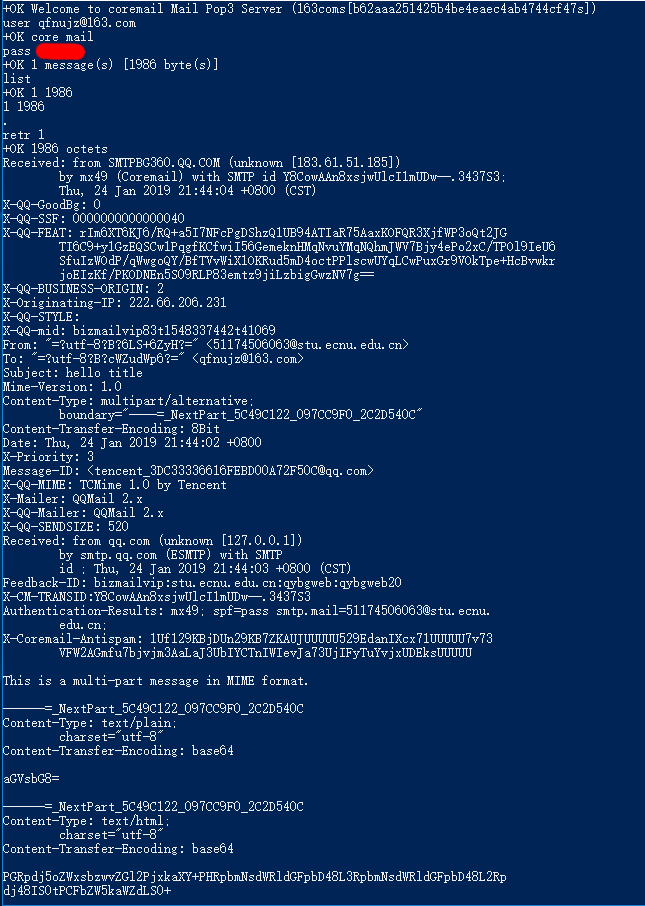 +OK Welcome to coremail Mail Pop3 Server (163coms[b62aaa251425b4be4eaec4ab4744cf47s])
user qfnujz@163.com
+OK core mail
pass
+OK 1 message(s) [1986 byte(s)]
list
+OK 1 1986
1 1986
.
retr 1
+OK 1986 octets
Received: from SMTPBG360.QQ.COM (unknown [183.61.51.185])
by mx49 (Coremail) with SMTP id Y8CowAAn8xsjwUlcI1mUDw--.3437S3;
Thu, 24 Jan 2019 21:44:04 +0800 (CST)
X-QQ-GoodBg: 0
X-QQ-SSF: 0000000000000040
X-QQ-FEAT: rIm6XT6KJ6/RQ+a5I7NFcPgDShzQ1UB94ATIaR75AaxKOFQR3XjfWP3oQt2JG
TI6C9+ylGzEQSCwlPqgfKCfwiI56GemeknHMqNvuYMqNQhmJWV7Bjy4ePo2xC/TPO19IeU6
SfuIzWOdP/qWwgoQY/BfTVvWiX1OKRud5mD4octPPlscwUYqLCwPuxGr9VOkTpe+HcBvwkr
joEIzKf/PKODNEn5SO9RLP83emtz9jiLzbigGwzNV7g==
X-QQ-BUSINESS-ORIGIN: 2
X-Originating-IP: 222.66.206.231
X-QQ-STYLE:
X-QQ-mid: bizmailvip83t1548337442t41069
From: "=?utf-8?B?6LS+6ZyH?=" <51174506063@stu.ecnu.edu.cn>
To: "=?utf-8?B?cWZudWp6?=" <qfnujz@163.com>
Subject: hello title
Mime-Version: 1.0
Content-Type: multipart/alternative;
boundary="----=_NextPart_5C49C122_097CC9F0_2C2D540C"
Content-Transfer-Encoding: 8Bit
Date: Thu, 24 Jan 2019 21:44:02 +0800
X-Priority: 3
Message-ID: <tencent_3DC33336616FEBD00A72F50C@qq.com>
X-QQ-MIME: TCMime 1.0 by Tencent
X-Mailer: QQMail 2.x
X-QQ-Mailer: QQMail 2.x
X-QQ-SENDSIZE: 520
Received: from qq.com (unknown [127.0.0.1])
by smtp.qq.com (ESMTP) with SMTP
id ; Thu, 24 Jan 2019 21:44:03 +0800 (CST)
Feedback-ID: bizmailvip:stu.ecnu.edu.cn:qybgweb:qybgweb20
X-CM-TRANSID:Y8CowAAn8xsjwUlcI1mUDw--.3437S3
Authentication-Results: mx49; spf=pass smtp.mail=51174506063@stu.ecnu.
edu.cn;
X-Coremail-Antispam: 1Uf129KBjDUn29KB7ZKAUJUUUUU529EdanIXcx71UUUUU7v73
VFW2AGmfu7bjvjm3AaLaJ3UbIYCTnIWIevJa73UjIFyTuYvjxUDEksUUUUU

This is a multi-part message in MIME format.

------=_NextPart_5C49C122_097CC9F0_2C2D540C
Content-Type: text/plain;
charset="utf-8"
Content-Transfer-Encoding: base64

aGVsbG8=

------=_NextPart_5C49C122_097CC9F0_2C2D540C
Content-Type: text/html;
charset="utf-8"
Content-Transfer-Encoding: base64

PGRpdj5oZWxsbzwvZGl2PjxkaXY+PHRpbmNsdWRldGFpbD48L3RpbmNsdWRldGFpbD48L2Rp
dj48IS0tPCFbZW5kaWZdLS0+